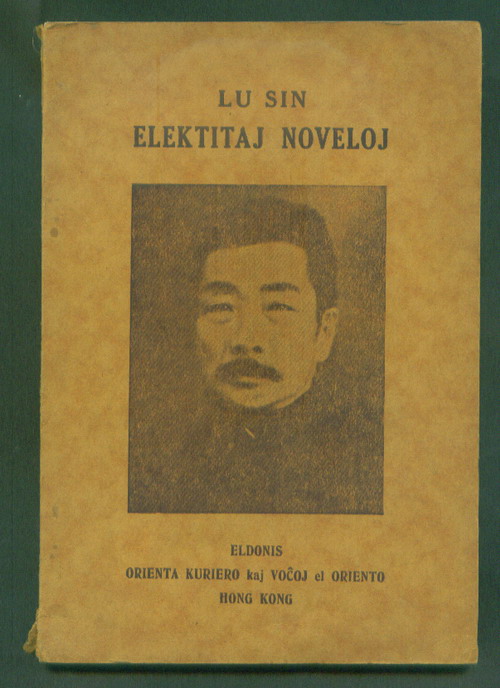 LU SIN
ELEKTITAJ NOVELOJ
ELDONIS
ORIENTA KURIERO kaj VOĈOJ el ORIENTO
HONG KONG